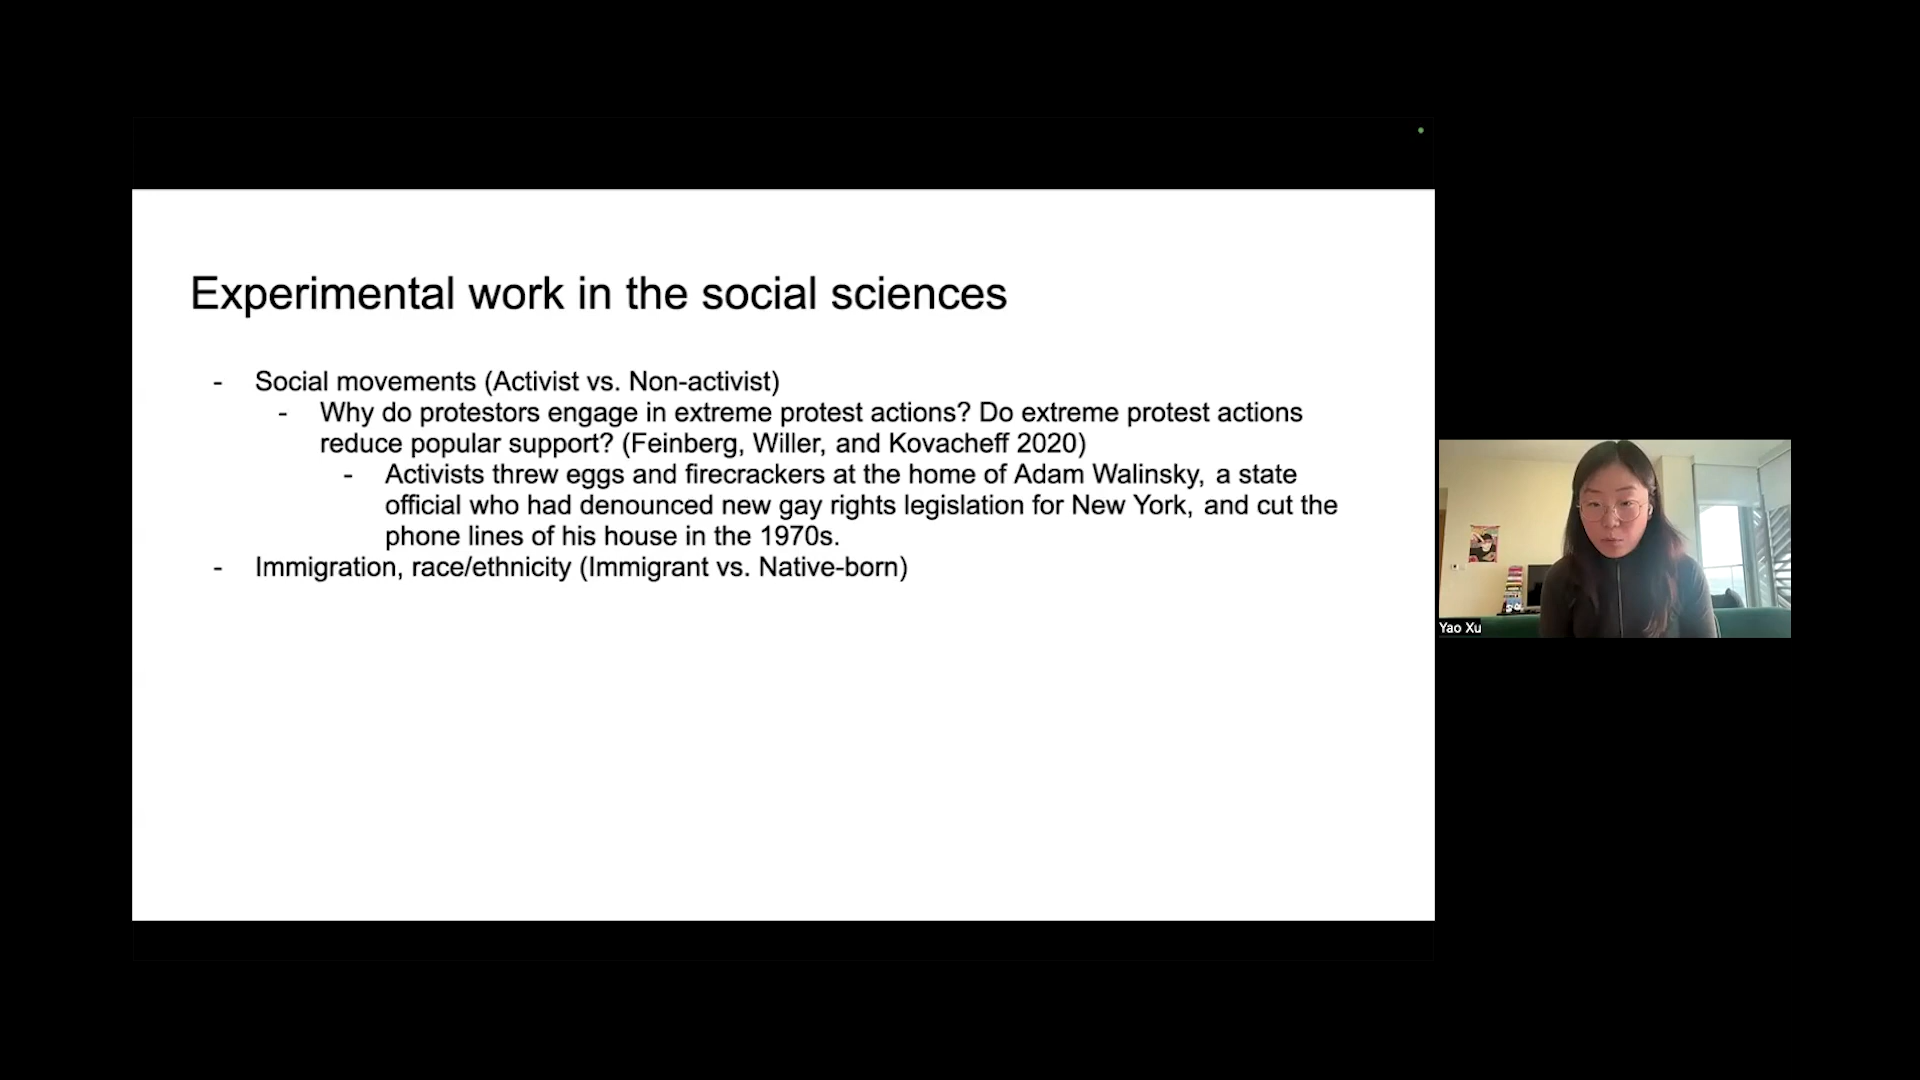 Experimental work in the social sciences
- Social movements (Activist vs. Non-activist)
- Why do protestors engage in extreme protest actions? Do extreme protest actions
reduce popular support? (Feinberg, Willer, and Kovacheff 2020)
- Activists threw eggs and firecrackers at the home of Adam Walinsky, a state
official who had denounced new gay rights legislation for New York, and cut the
phone lines of his house in the 1970s.
- Immigration, race/ethnicity (Immigrant vs. Native-born)
Yao Xu